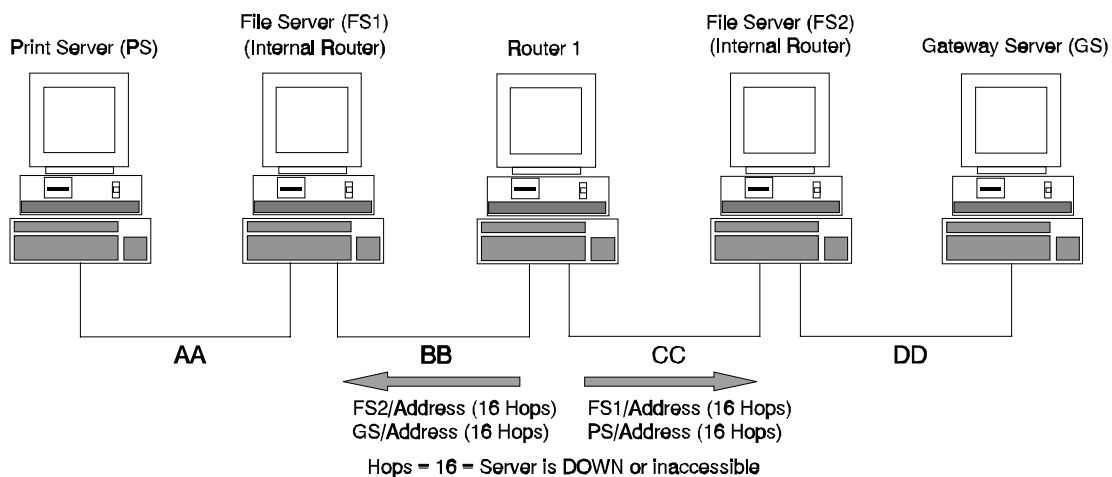 Print Server (PS)
File Server (FS1)
(Internal Router)
Router 1
File Server (FS2)
(Internal Router)
Gateway Server (GS)
AA
BB
CC
DD
FS2/Address (16 Hops)
GS/Address (16 Hops)
FS1/Address (16 Hops)
PS/Address (16 Hops)
Hops = 16 = Server is DOWN or inaccessible